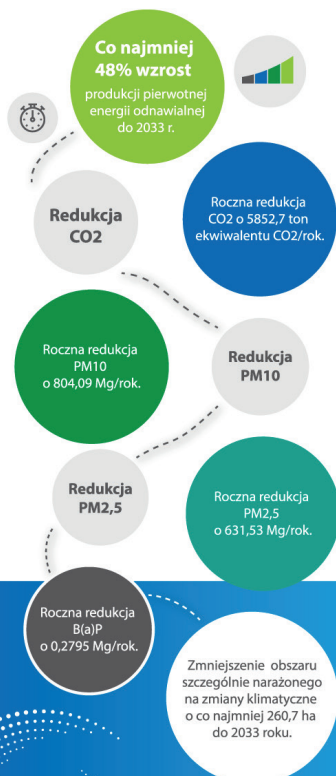 Co najmniej
48% wzrost
produkcji pierwotnej
energii odnawialnej
do 2033 r.
Redukcja
CO2
Roczna redukcja
CO2 o 5852,7 ton
ekwiwalentu CO2/rok.
Roczna redukcja
PM10
o 804,09 Mg/rok.
Redukcja
PM10
Redukcja
PM2,5
Roczna redukcja
PM2,5
o 631,53 Mg/rok.
Roczna redukcja
B(a)P
o 0,2795 Mg/rok.
Zmniejszenie obszaru
szczególnie narażonego
na zmiany klimatyczne
o co najmniej 260,7 ha
do 2033 roku.